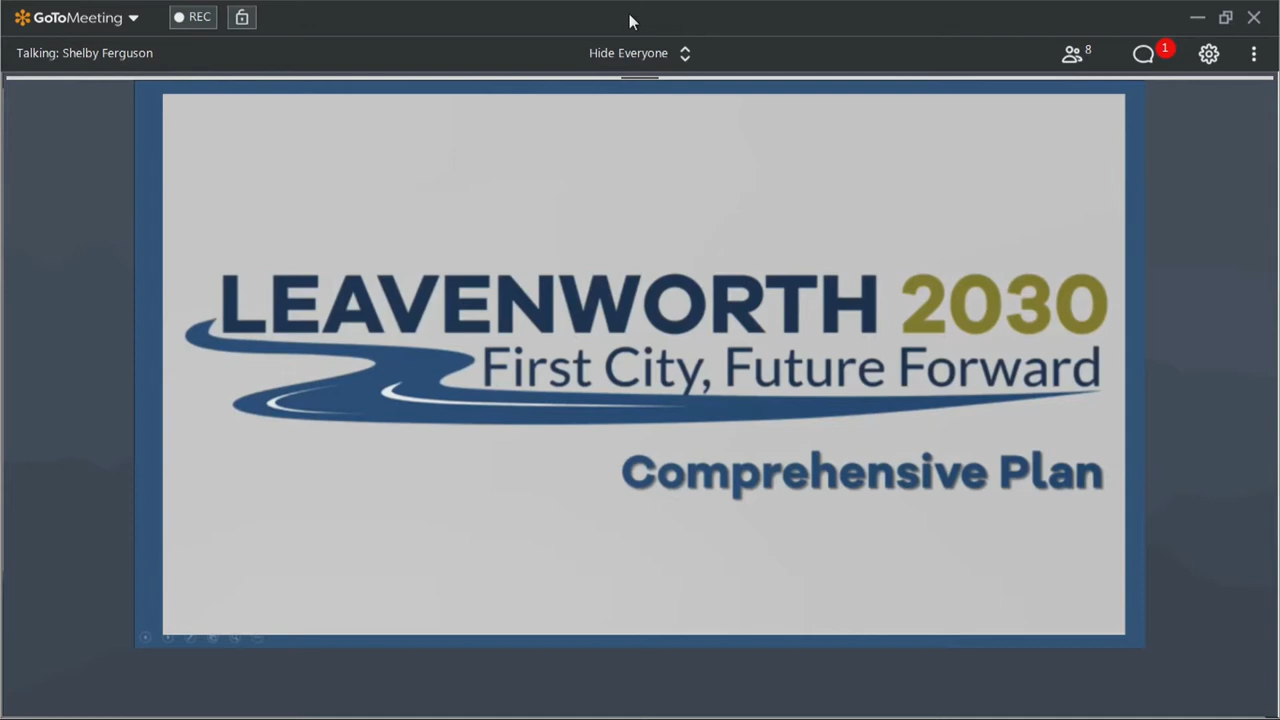 GoToMeeting
REC
Talking: Shelby Ferguson
Hide Everyone
8
1
LEAVENWORTH 2030
First City, Future Forward
Comprehensive Plan